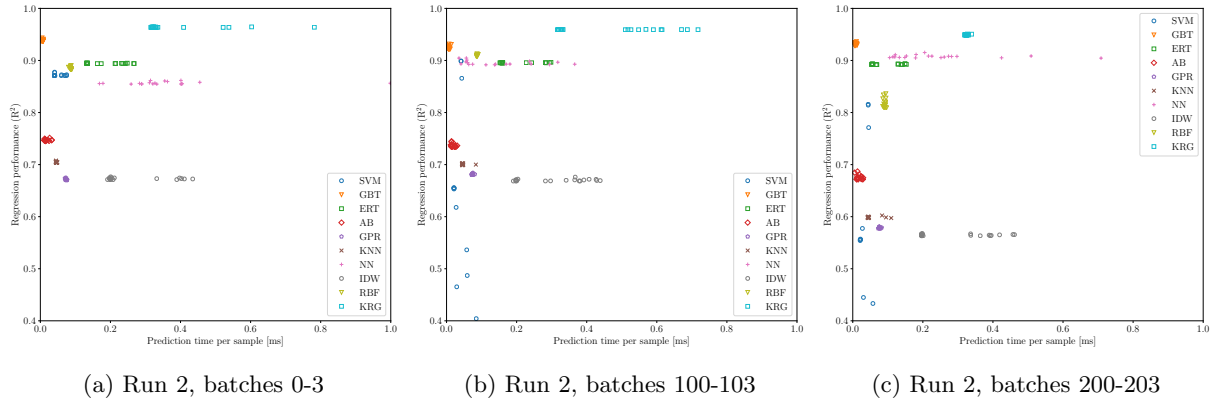 Regression performance (R²)
1.0
0.9
0.8
0.7
0.6
0.5
0.4
SVM
GBT
ERT
AB
GPR
KNN
NN
IDW
RBF
KRG
0.0 0.2 0.4 0.6 0.8 1.0
Prediction time per sample [ms]
(a) Run 2, batches 0-3
Regression performance (R²)
1.0
0.9
0.8
0.7
0.6
0.5
0.4
SVM
GBT
ERT
AB
GPR
KNN
NN
IDW
RBF
KRG
0.0 0.2 0.4 0.6 0.8 1.0
Prediction time per sample [ms]
(b) Run 2, batches 100-103
Regression performance (R²)
1.0
0.9
0.8
0.7
0.6
0.5
0.4
SVM
GBT
ERT
AB
GPR
KNN
NN
IDW
RBF
KRG
0.0 0.2 0.4 0.6 0.8 1.0
Prediction time per sample [ms]
(c) Run 2, batches 200-203